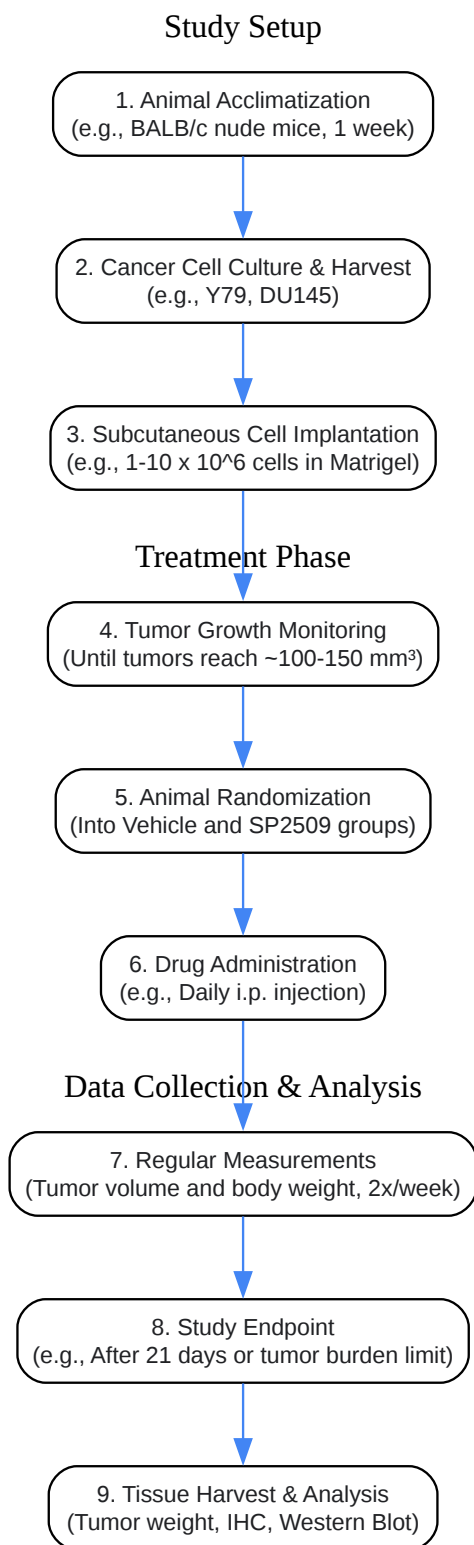 Study Setup
1. Animal Acclimatization
(e.g., BALB/c nude mice, 1 week)
2. Cancer Cell Culture & Harvest
(e.g., Y79, DU145)
3. Subcutaneous Cell Implantation
(e.g., 1-10 x 10^6 cells in Matrigel)
Treatment Phase
4. Tumor Growth Monitoring
(Until tumors reach ~100-150 mm³)
5. Animal Randomization
(Into Vehicle and SP2509 groups)
6. Drug Administration
(e.g., Daily i.p. injection)
Data Collection & Analysis
7. Regular Measurements
(Tumor volume and body weight, 2x/week)
8. Study Endpoint
(e.g., After 21 days or tumor burden limit)
9. Tissue Harvest & Analysis
(Tumor weight, IHC, Western Blot)